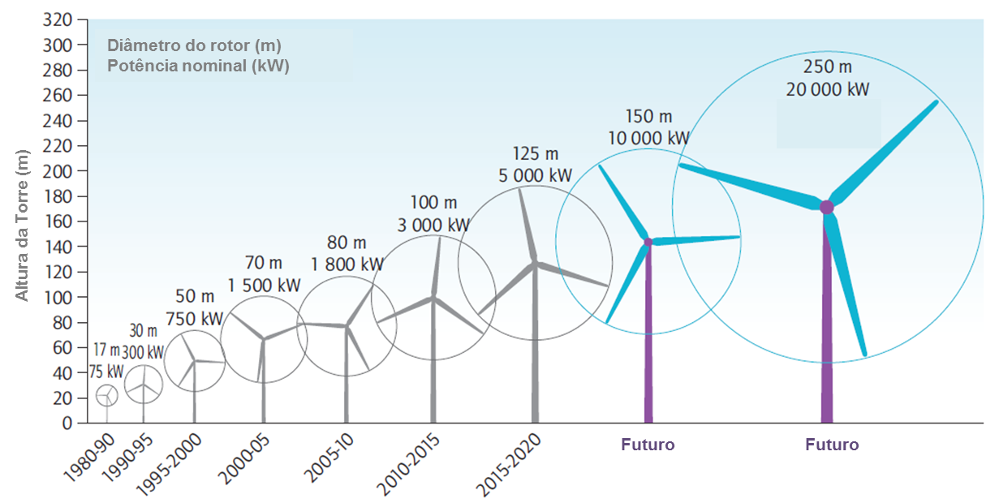 Diâmetro do rotor (m)
Potência nominal (kW)
Altura da Torre (m)
320
300
280
260
240
220
200
180
160
140
120
100
80
60
40
20
0
17 m
75 kW
30 m
300 kW
50 m
750 kW
70 m
1 500 kW
80 m
1 800 kW
100 m
3 000 kW
125 m
5 000 kW
150 m
10 000 kW
250 m
20 000 kW
1980-90
1990-95
1995-2000
2000-05
2005-10
2010-2015
2015-2020
Futuro
Futuro